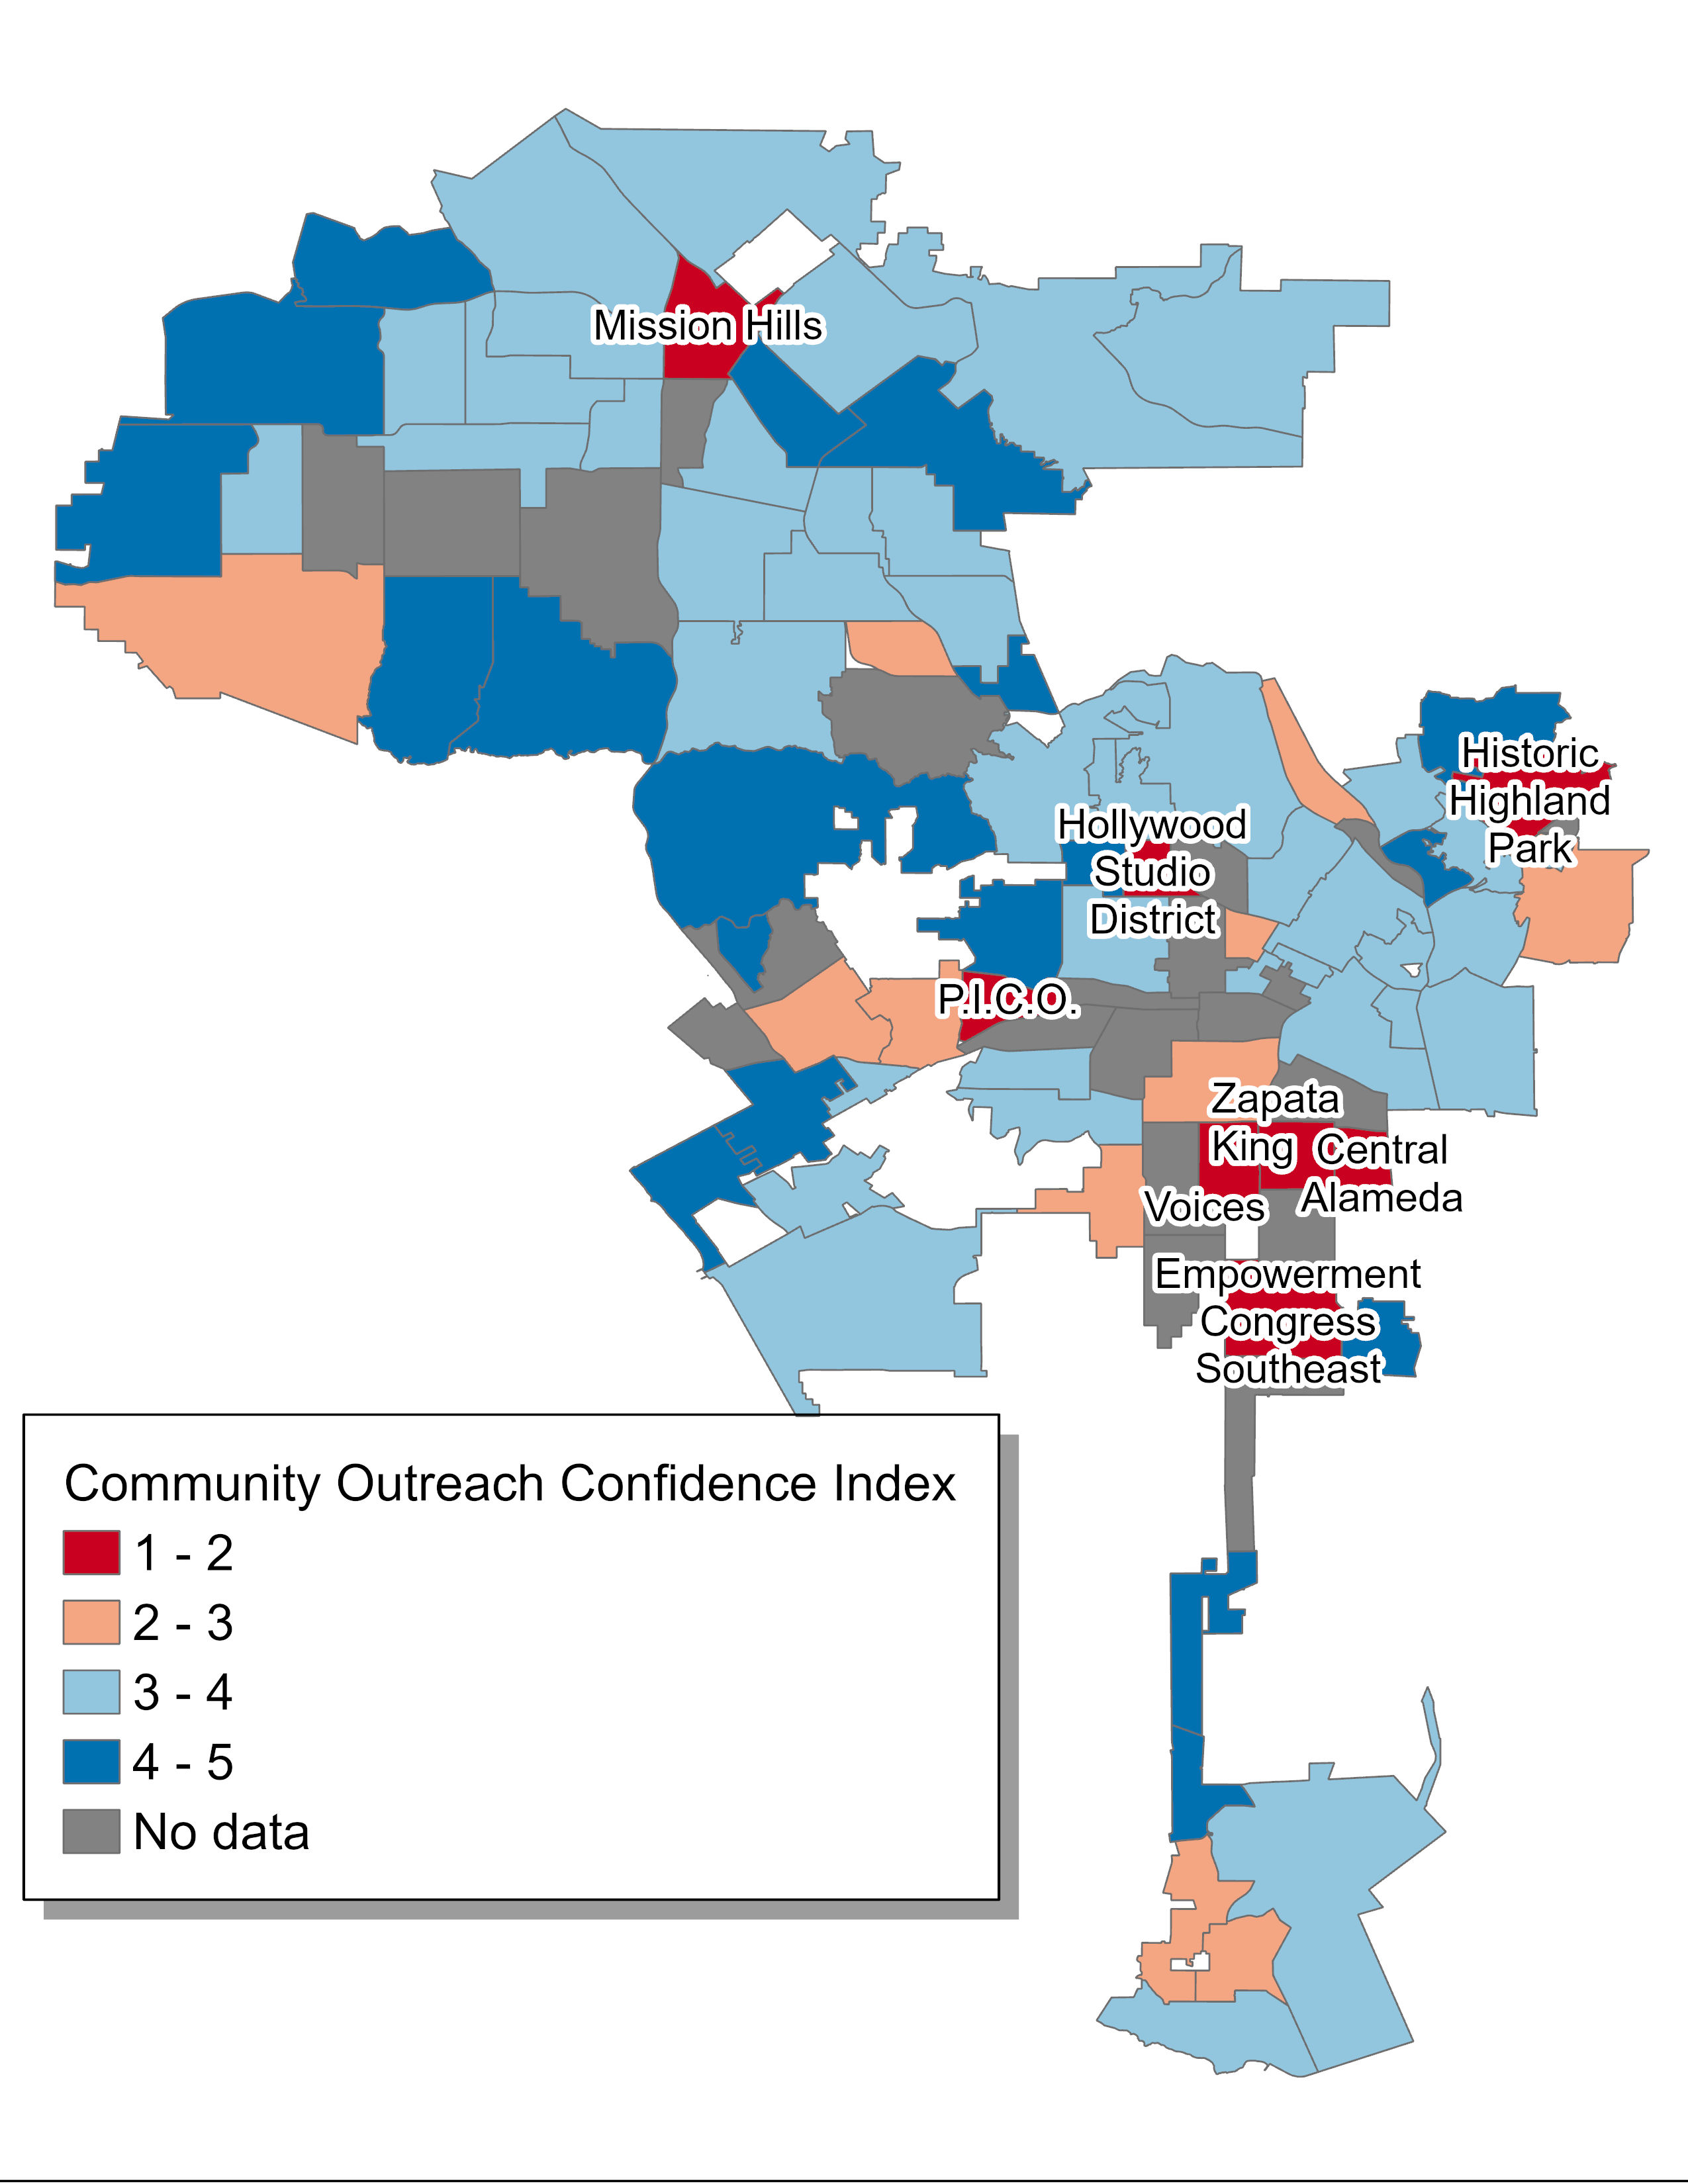 Mission Hills
Historic
Highland
Park
Hollywood
Studio
District
P.I.C.O.
Zapata
King
Central
Alameda
Voices
Empowerment
Congress
Southeast
Community Outreach Confidence Index
1 - 2
2 - 3
3 - 4
4 - 5
No data